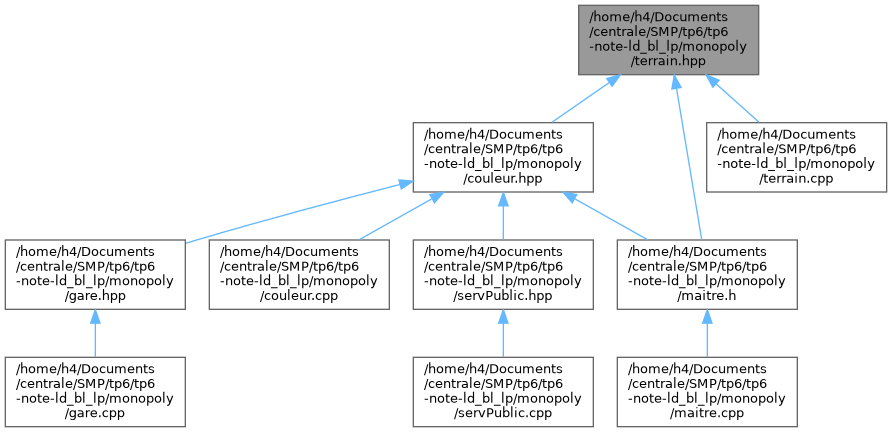 /home/h4/Documents
/centrale/SMP/tp6/tp6
-note-ld_bl_lp/monopoly
/terrain.hpp
/home/h4/Documents
/centrale/SMP/tp6/tp6
-note-ld_bl_lp/monopoly
/couleur.hpp
/home/h4/Documents
/centrale/SMP/tp6/tp6
-note-ld_bl_lp/monopoly
/terrain.cpp
/home/h4/Documents
/centrale/SMP/tp6/tp6
-note-ld_bl_lp/monopoly
/gare.hpp
/home/h4/Documents
/centrale/SMP/tp6/tp6
-note-ld_bl_lp/monopoly
/couleur.cpp
/home/h4/Documents
/centrale/SMP/tp6/tp6
-note-ld_bl_lp/monopoly
/servPublic.hpp
/home/h4/Documents
/centrale/SMP/tp6/tp6
-note-ld_bl_lp/monopoly
/maitre.h
/home/h4/Documents
/centrale/SMP/tp6/tp6
-note-ld_bl_lp/monopoly
/gare.cpp
/home/h4/Documents
/centrale/SMP/tp6/tp6
-note-ld_bl_lp/monopoly
/servPublic.cpp
/home/h4/Documents
/centrale/SMP/tp6/tp6
-note-ld_bl_lp/monopoly
/maitre.cpp